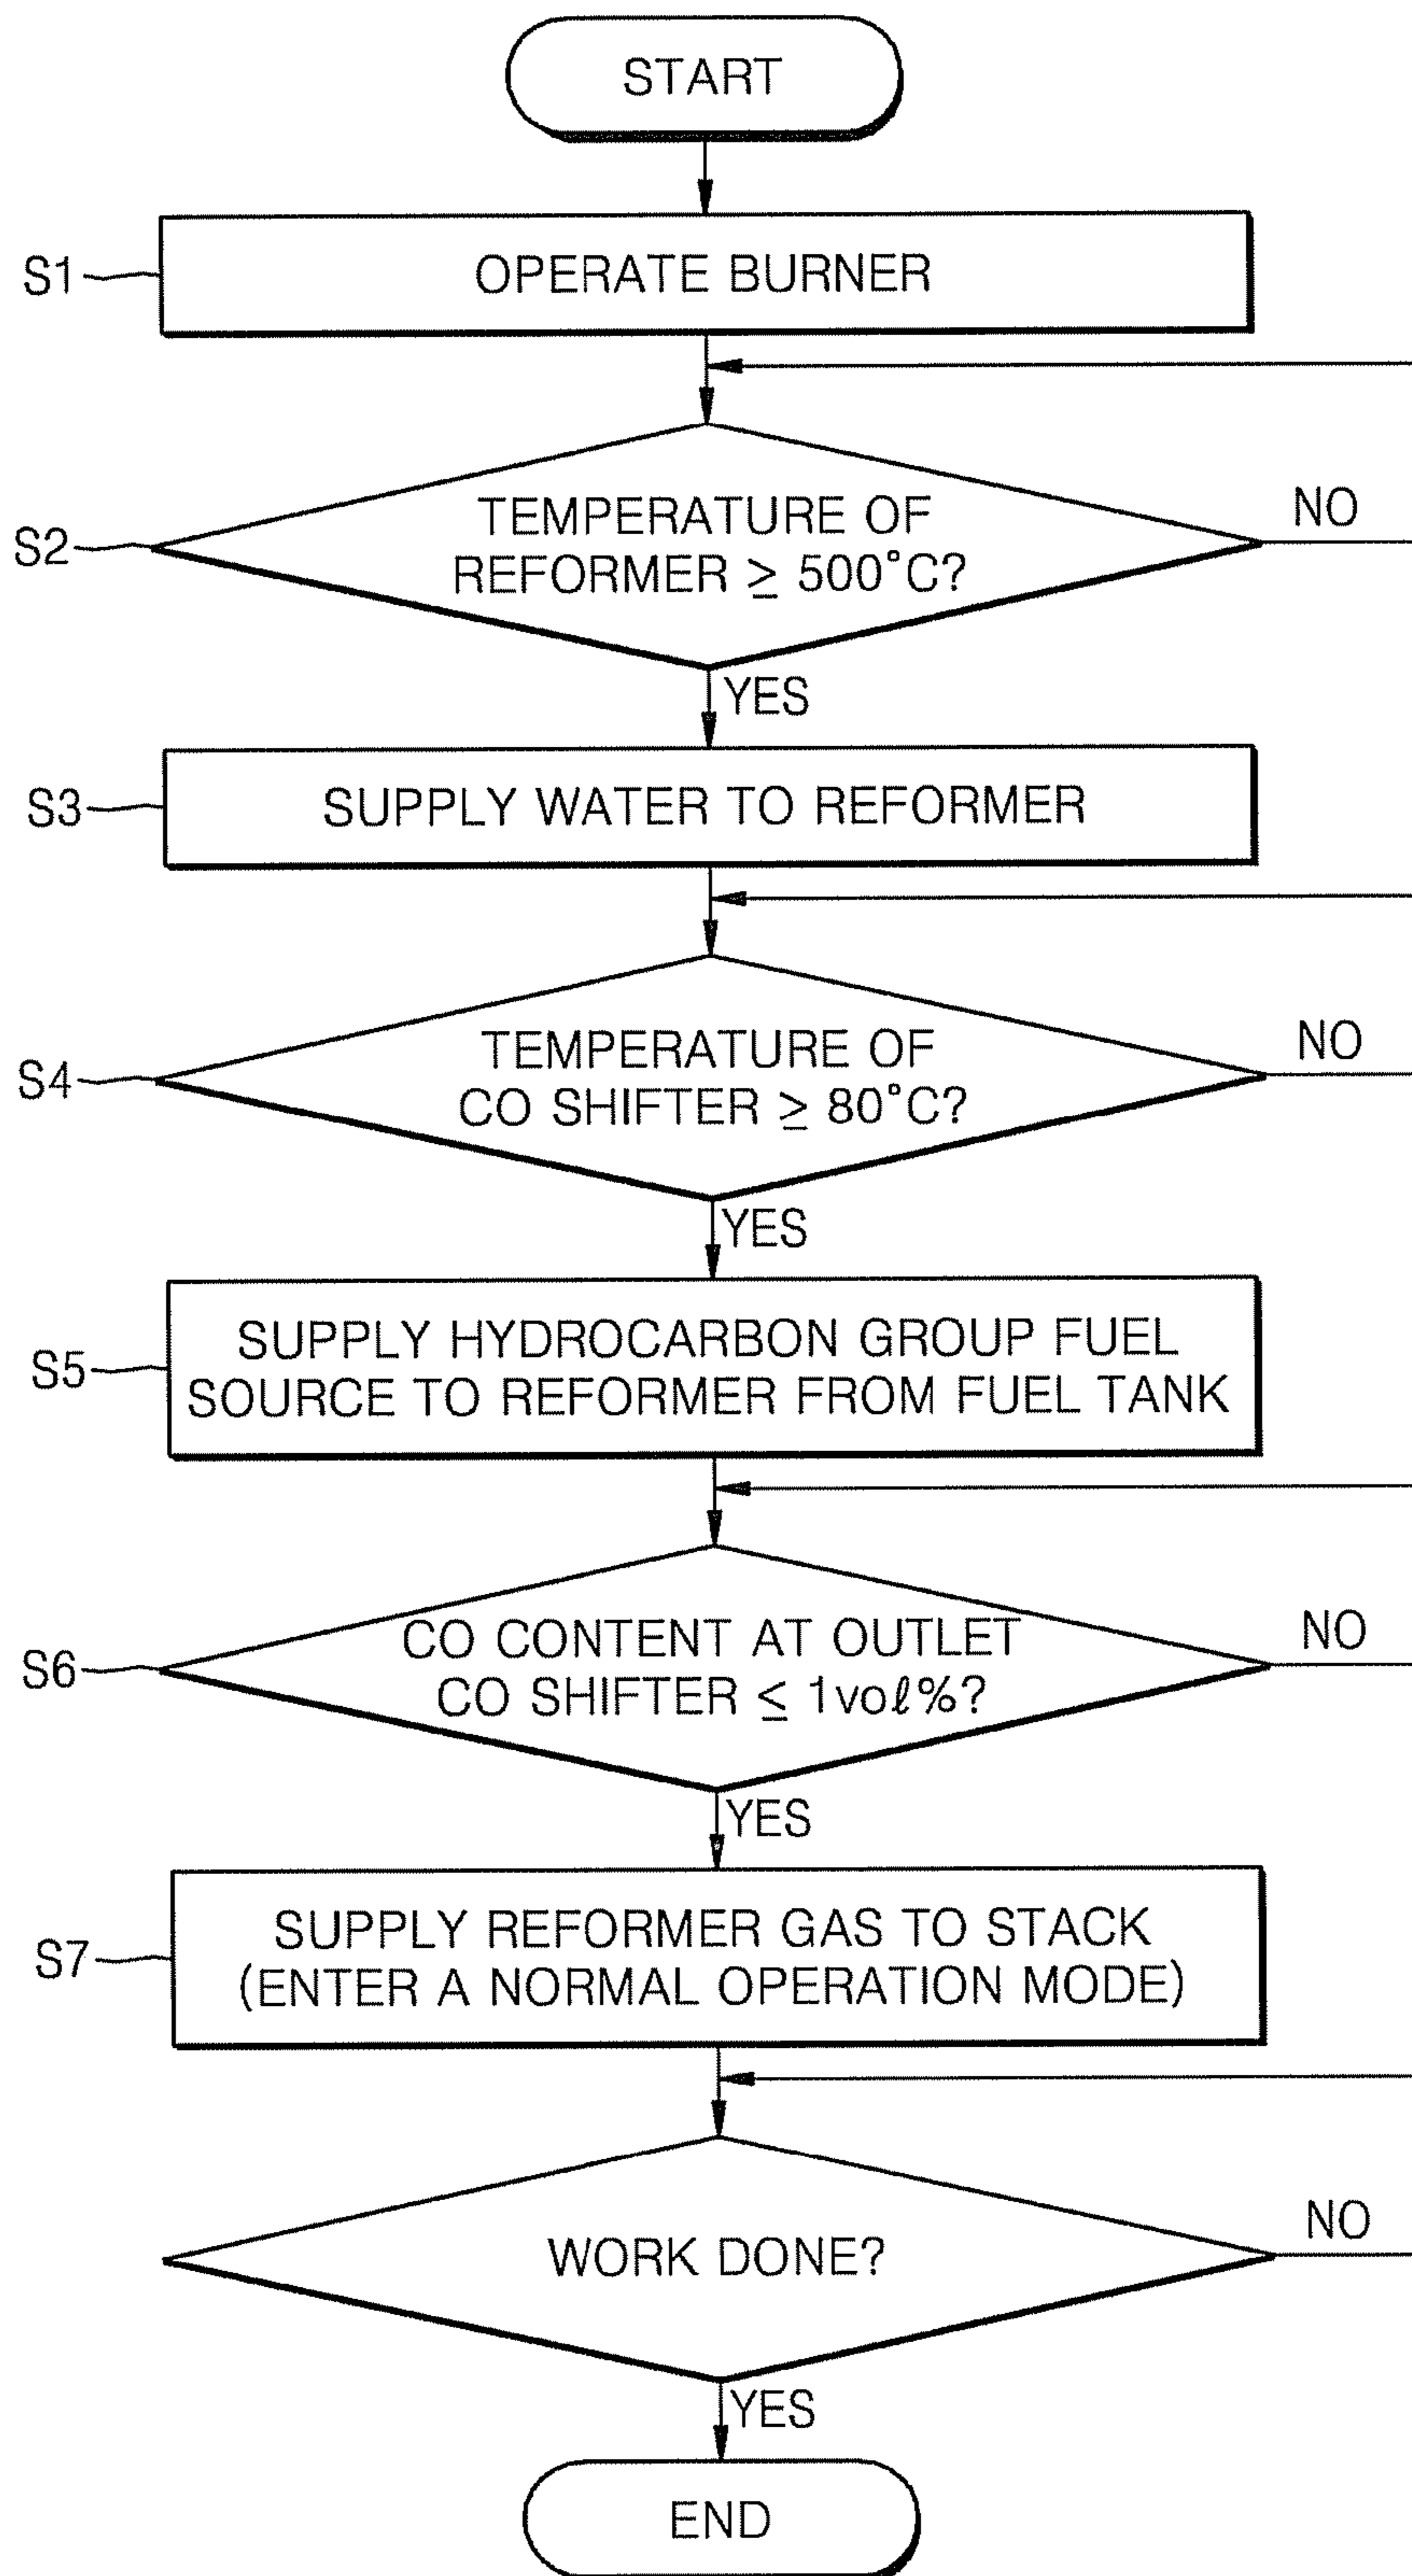 START
S1
OPERATE BURNER
S2
TEMPERATURE OF
REFORMER ≥ 500°C?
NO
YES
S3
SUPPLY WATER TO REFORMER
S4
TEMPERATURE OF
CO SHIFTER ≥ 80°C?
NO
YES
S5
SUPPLY HYDROCARBON GROUP FUEL
SOURCE TO REFORMER FROM FUEL TANK
S6
CO CONTENT AT OUTLET
CO SHIFTER ≤ 1voℓ%?
NO
YES
S7
SUPPLY REFORMER GAS TO STACK
(ENTER A NORMAL OPERATION MODE)
WORK DONE?
NO
YES
END